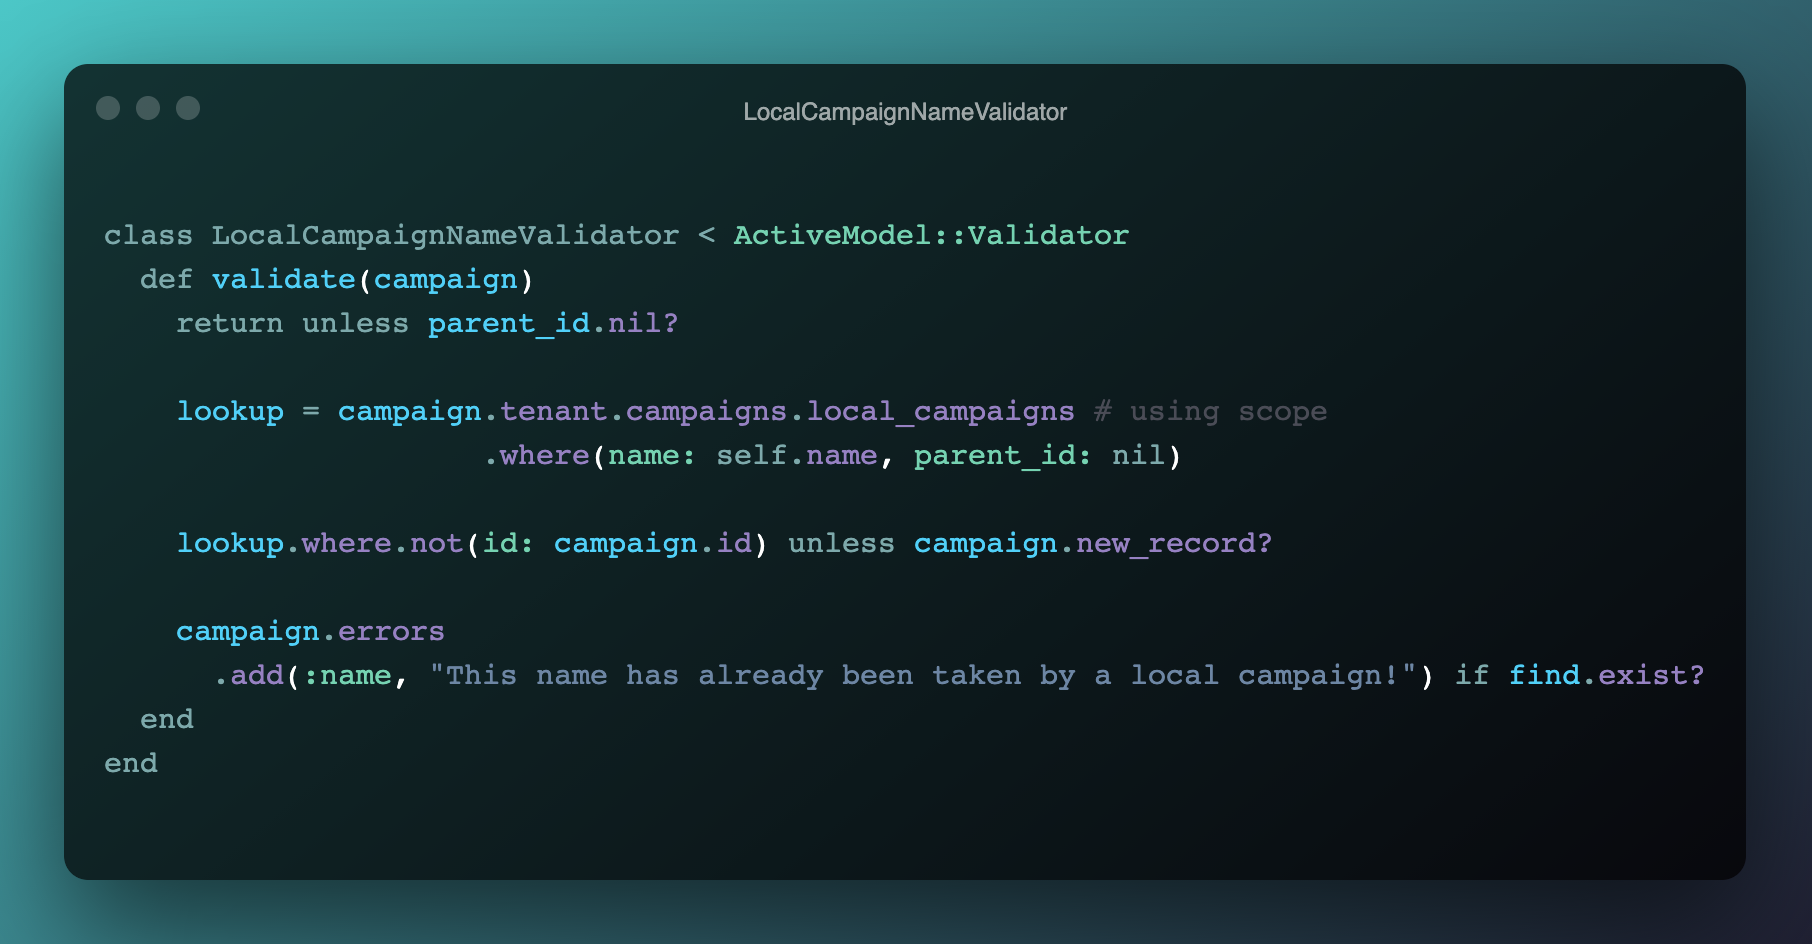 LocalCampaignNameValidator
class LocalCampaignNameValidator < ActiveModel::Validator
  def validate(campaign)
    return unless parent_id.nil?
    lookup = campaign.tenant.campaigns.local_campaigns # using scope
                     .where(name: self.name, parent_id: nil)
    lookup.where.not(id: campaign.id) unless campaign.new_record?
    campaign.errors
      .add(:name, "This name has already been taken by a local campaign!") if find.exist?
  end
end